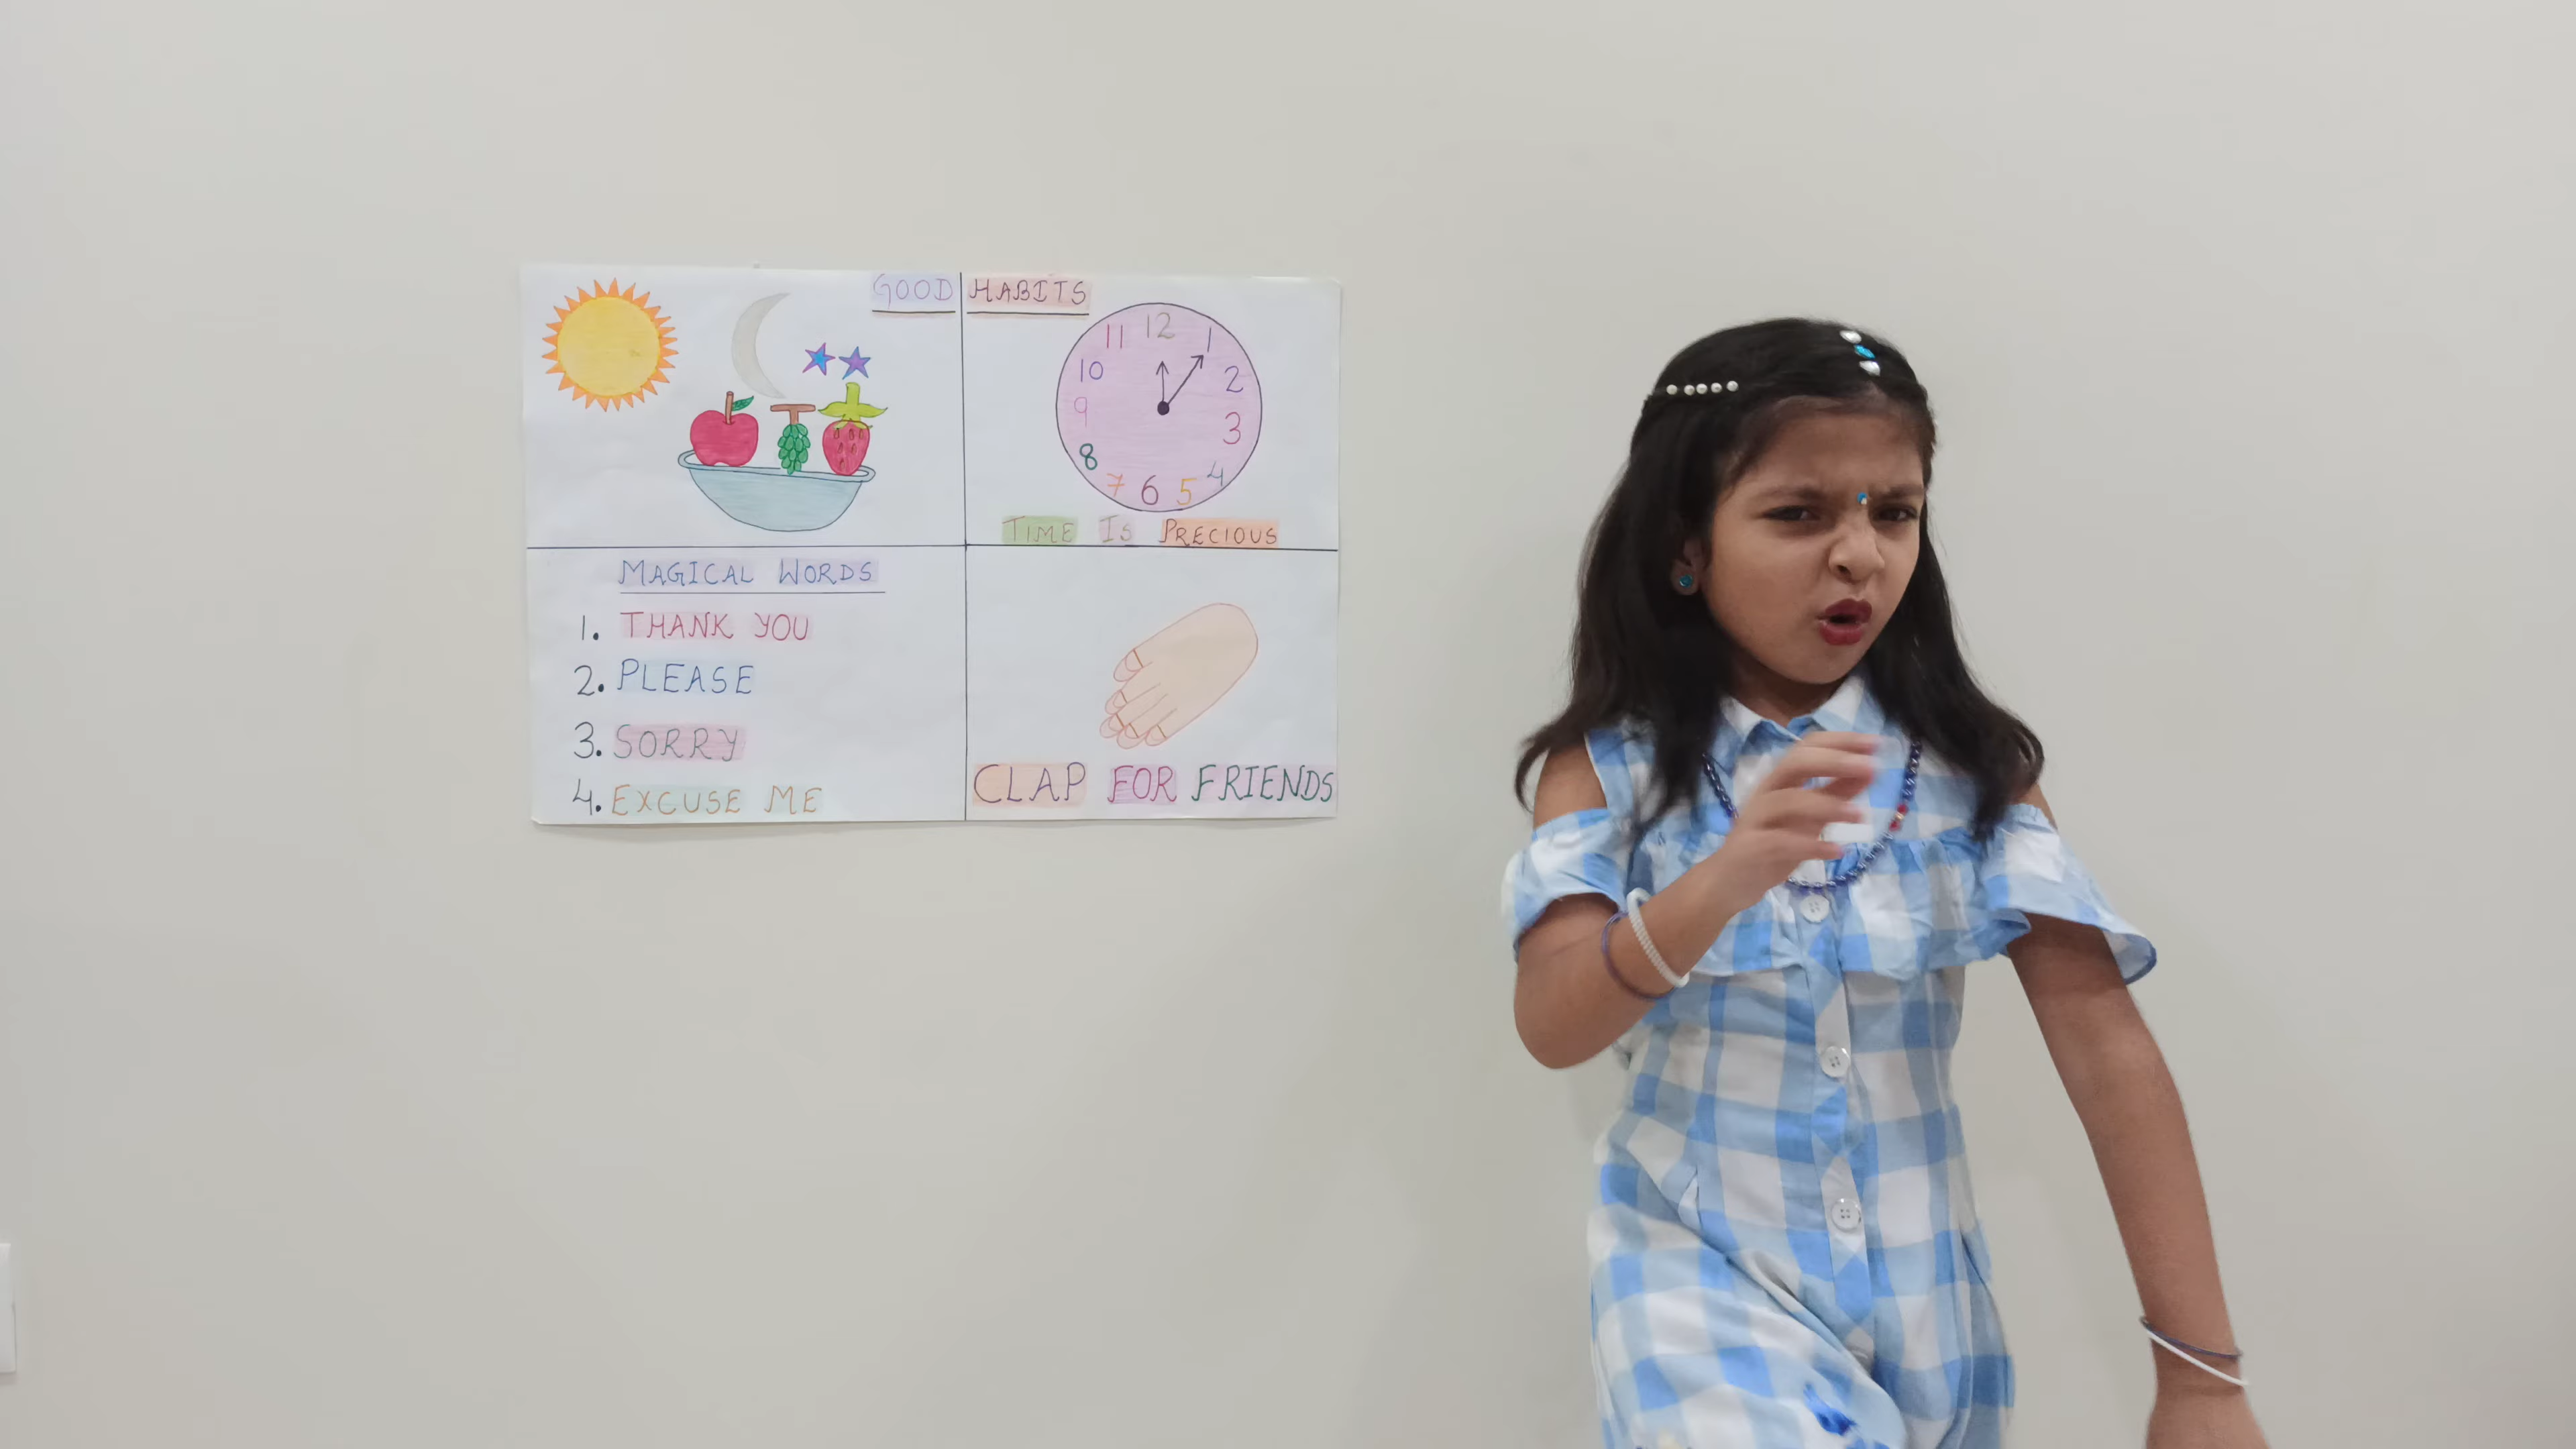 GOOD HABITS
11 12 1
10 2
9 3
8 4
7 6 5
TIME IS PRECIOUS
MAGICAL WORDS
1. THANK YOU
2. PLEASE
3. SORRY
4. EXCUSE ME
CLAP FOR FRIENDS